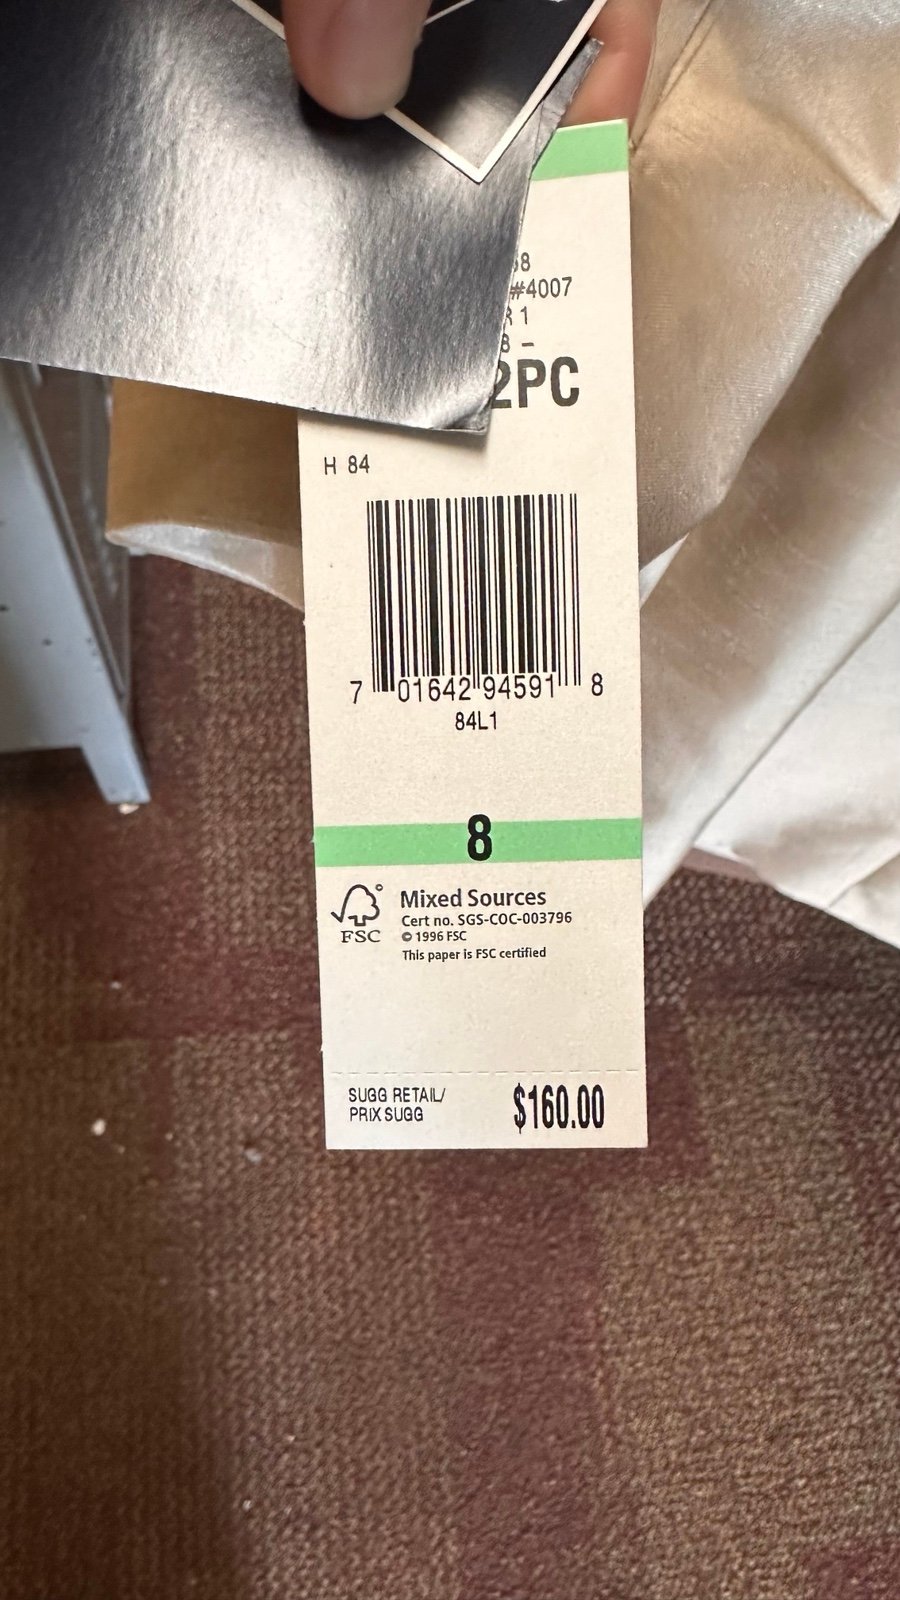 #4007
1
2PC
H 84
7 01642 94591 8
84L1
8
FSC
Mixed Sources
Cert no. SGS-COC-003796
© 1996 FSC
This paper is FSC certified
SUGG RETAIL/
PRIX SUGG
$160.00